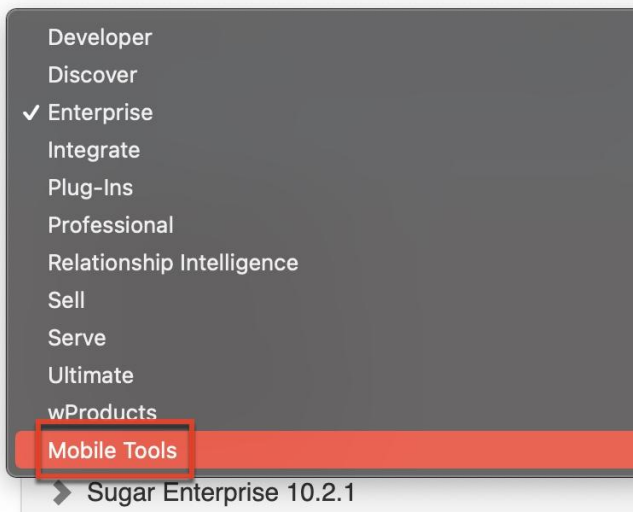 Developer
Discover
✓ Enterprise
Integrate
Plug-Ins
Professional
Relationship Intelligence
Sell
Serve
Ultimate
wProducts
Mobile Tools
Sugar Enterprise 10.2.1